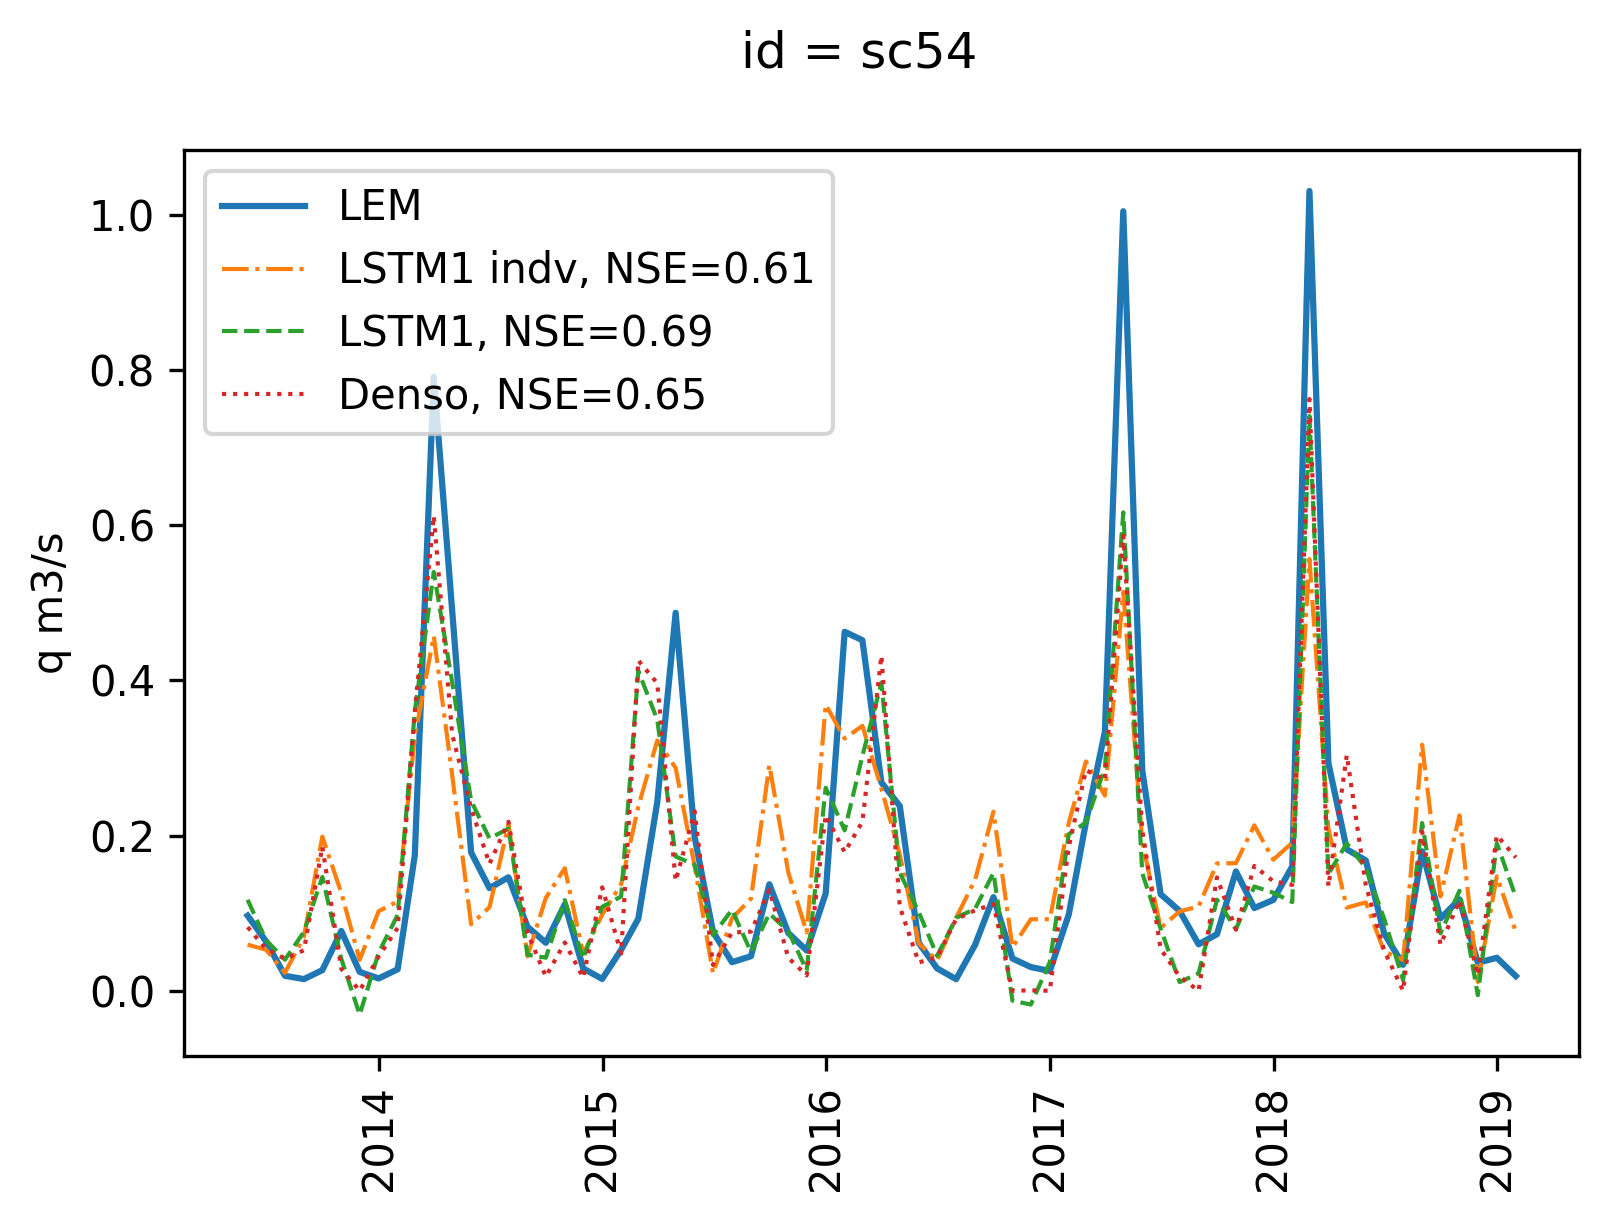 id = sc54
LEM
LSTM1 indv, NSE=0.61
LSTM1, NSE=0.69
Denso, NSE=0.65
q m3/s
1.0
0.8
0.6
0.4
0.2
0.0
2014
2015
2016
2017
2018
2019